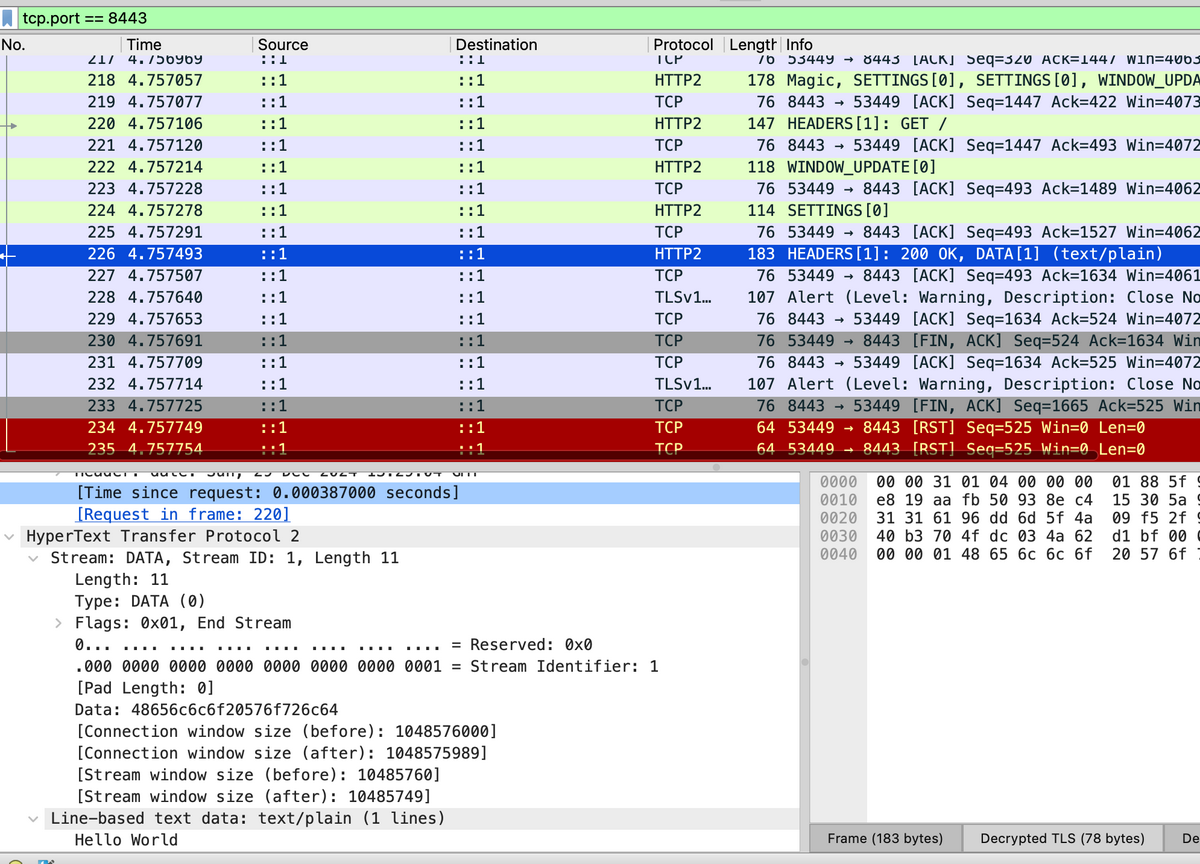 tcp.port == 8443
No. Time Source Destination Protocol Length Info
217 4.756969 ::1 ::1 TCP 76 53449 → 8443 [ACK] Seq=320 Ack=1447 Win=4063
218 4.757057 ::1 ::1 HTTP2 178 Magic, SETTINGS[0], SETTINGS[0], WINDOW_UPDA
219 4.757077 ::1 ::1 TCP 76 8443 → 53449 [ACK] Seq=1447 Ack=422 Win=4073
220 4.757106 ::1 ::1 HTTP2 147 HEADERS[1]: GET /
221 4.757120 ::1 ::1 TCP 76 8443 → 53449 [ACK] Seq=1447 Ack=493 Win=4072
222 4.757214 ::1 ::1 HTTP2 118 WINDOW_UPDATE[0]
223 4.757228 ::1 ::1 TCP 76 53449 → 8443 [ACK] Seq=493 Ack=1489 Win=4062
224 4.757278 ::1 ::1 HTTP2 114 SETTINGS[0]
225 4.757291 ::1 ::1 TCP 76 53449 → 8443 [ACK] Seq=493 Ack=1527 Win=4062
226 4.757493 ::1 ::1 HTTP2 183 HEADERS[1]: 200 OK, DATA[1] (text/plain)
227 4.757507 ::1 ::1 TCP 76 53449 → 8443 [ACK] Seq=493 Ack=1634 Win=4061
228 4.757640 ::1 ::1 TLSv1… 107 Alert (Level: Warning, Description: Close No
229 4.757653 ::1 ::1 TCP 76 8443 → 53449 [ACK] Seq=1634 Ack=524 Win=4072
230 4.757691 ::1 ::1 TCP 76 53449 → 8443 [FIN, ACK] Seq=524 Ack=1634 Win
231 4.757709 ::1 ::1 TCP 76 8443 → 53449 [ACK] Seq=1634 Ack=525 Win=4072
232 4.757714 ::1 ::1 TLSv1… 107 Alert (Level: Warning, Description: Close No
233 4.757725 ::1 ::1 TCP 76 8443 → 53449 [FIN, ACK] Seq=1665 Ack=525 Win
234 4.757749 ::1 ::1 TCP 64 53449 → 8443 [RST] Seq=525 Win=0 Len=0
235 4.757754 ::1 ::1 TCP 64 53449 → 8443 [RST] Seq=525 Win=0 Len=0
[Time since request: 0.000387000 seconds]
[Request in frame: 220]
HyperText Transfer Protocol 2
Stream: DATA, Stream ID: 1, Length 11
Length: 11
Type: DATA (0)
Flags: 0x01, End Stream
0... .... .... .... .... .... .... .... = Reserved: 0x0
.000 0000 0000 0000 0000 0000 0000 0001 = Stream Identifier: 1
[Pad Length: 0]
Data: 48656c6c6f20576f726c64
[Connection window size (before): 1048576000]
[Connection window size (after): 1048575989]
[Stream window size (before): 10485760]
[Stream window size (after): 10485749]
Line-based text data: text/plain (1 lines)
Hello World
0000 00 00 31 01 04 00 00 00 01 88 5f
0010 e8 19 aa fb 50 93 8e c4 15 30 5a
0020 31 31 61 96 dd 6d 5f 4a 09 f5 2f
0030 40 b3 70 4f dc 03 4a 62 d1 bf 00
0040 00 00 01 48 65 6c 6c 6f 20 57 6f
Frame (183 bytes) Decrypted TLS (78 bytes) De